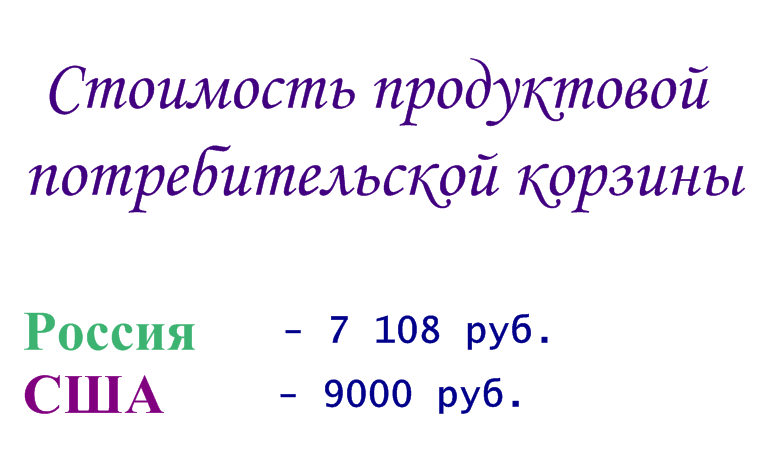 Стоимость продуктовой
потребительской корзины
Россия - 7 108 руб.
США - 9000 руб.